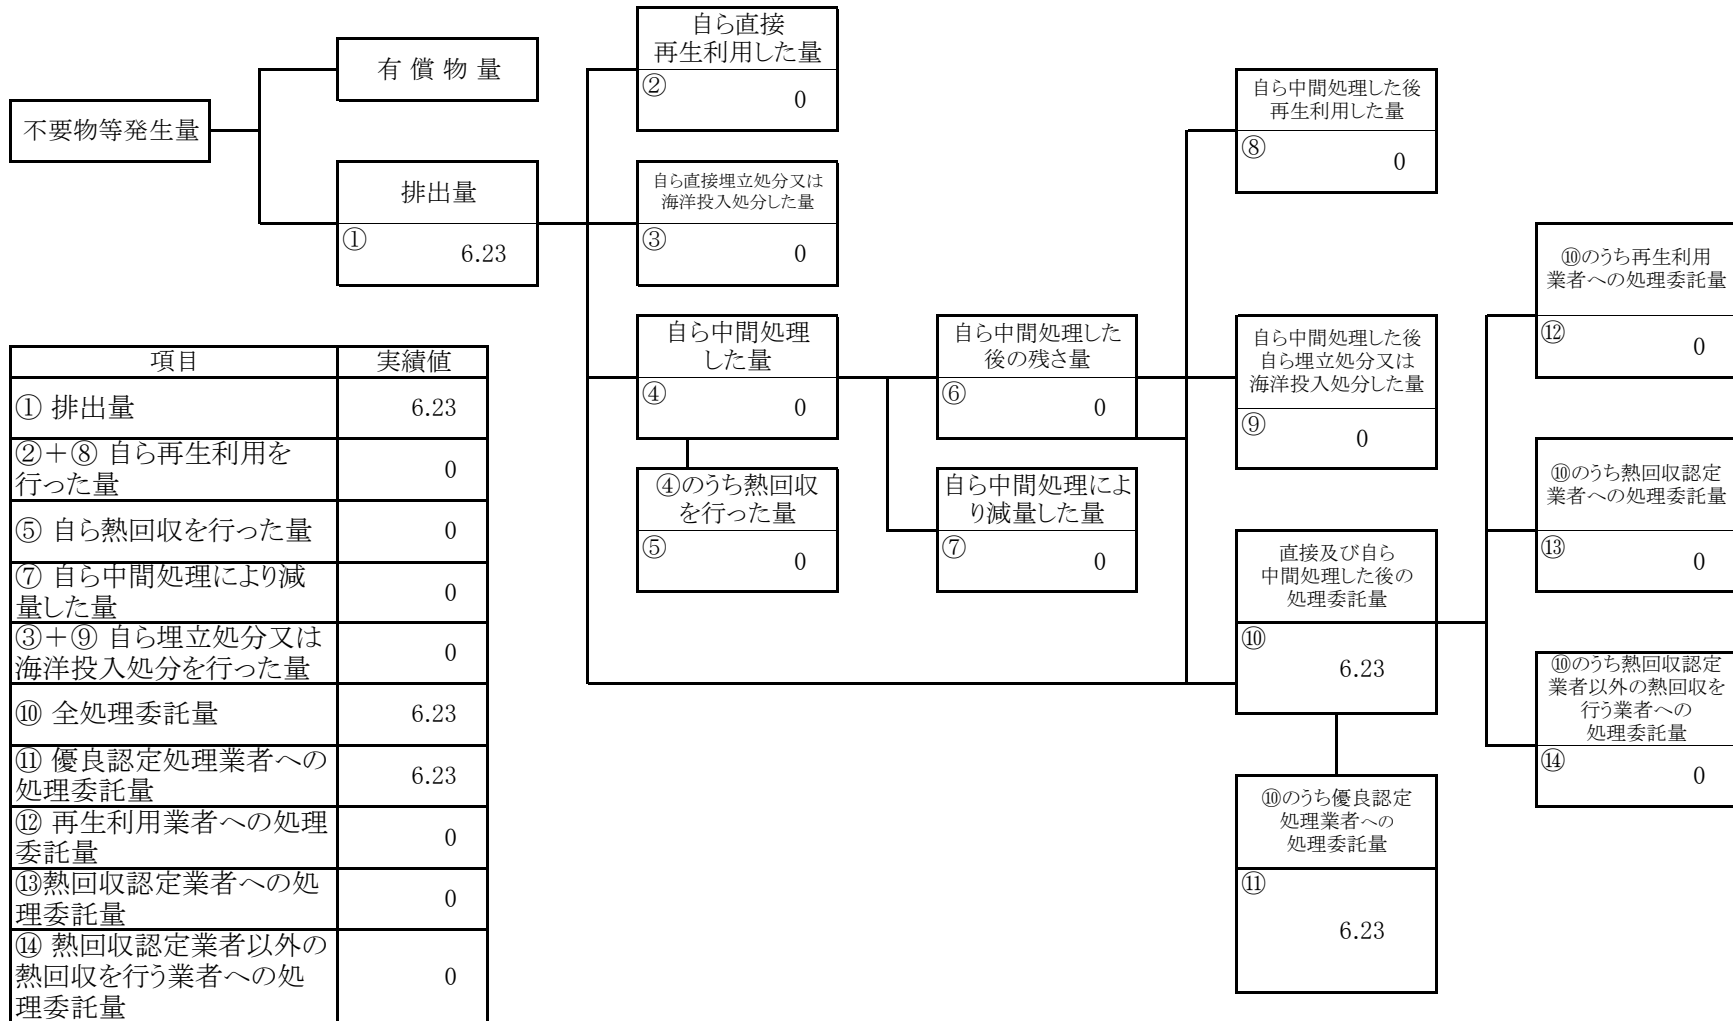 不要物等発生量
有 償 物 量
排出量
①
6.23
自ら直接
再生利用した量
②
0
自ら直接埋立処分又は
海洋投入処分した量
③
0
自ら中間処理
した量
④
0
④のうち熱回収
を行った量
⑤
0
自ら中間処理した
後の残さ量
⑥
0
自ら中間処理によ
り減量した量
⑦
0
自ら中間処理した後
再生利用した量
⑧
0
自ら中間処理した後
自ら埋立処分又は
海洋投入処分した量
⑨
0
直接及び自ら
中間処理した後の
処理委託量
⑩
6.23
⑩のうち優良認定
処理業者への
処理委託量
⑪
6.23
⑩のうち再生利用
業者への処理委託量
⑫
0
⑩のうち熱回収認定
業者への処理委託量
⑬
0
⑩のうち熱回収認定
業者以外の熱回収を
行う業者への
処理委託量
⑭
0
項目 実績値
① 排出量 6.23
②+⑧ 自ら再生利用を
行った量 0
⑤ 自ら熱回収を行った量 0
⑦ 自ら中間処理により減
量した量 0
③+⑨ 自ら埋立処分又は
海洋投入処分を行った量 0
⑩ 全処理委託量 6.23
⑪ 優良認定処理業者への
処理委託量 6.23
⑫ 再生利用業者への処理
委託量 0
⑬熱回収認定業者への処
理委託量 0
⑭ 熱回収認定業者以外の
熱回収を行う業者への処
理委託量 0